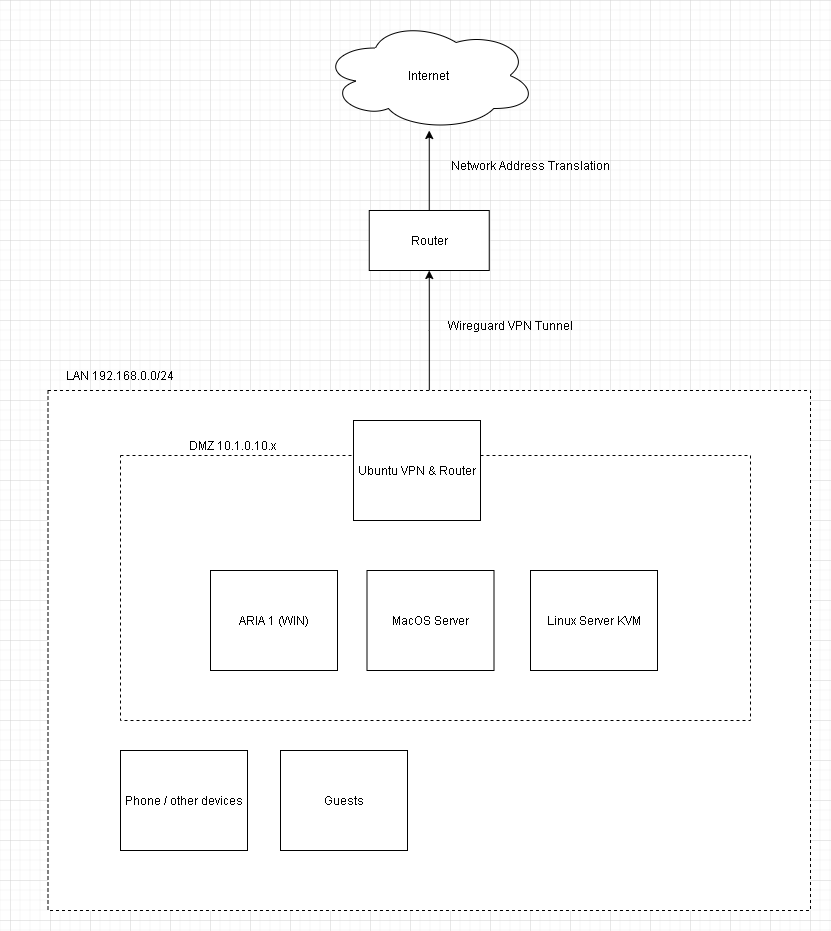 Internet
Network Address Translation
Router
Wireguard VPN Tunnel
LAN 192.168.0.0/24
DMZ 10.1.0.10.x
Ubuntu VPN & Router
ARIA 1 (WIN)
MacOS Server
Linux Server KVM
Phone / other devices
Guests